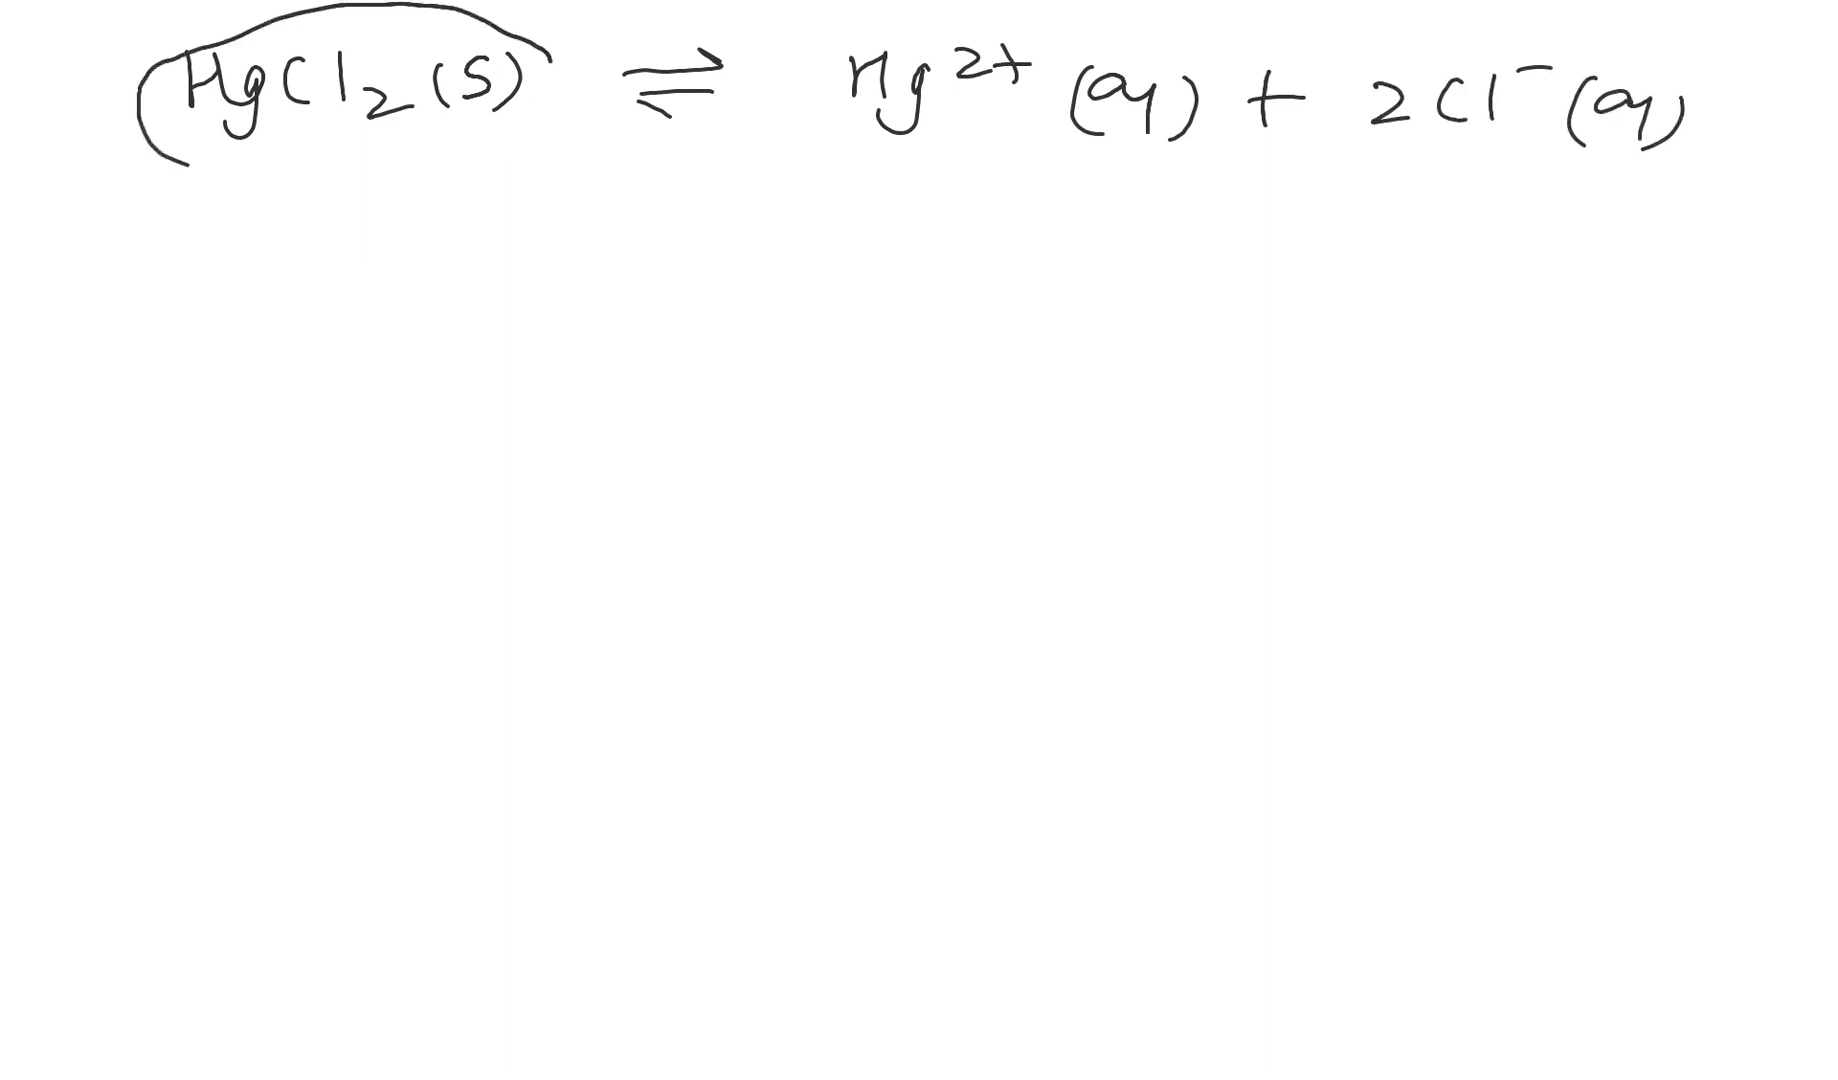 HgCl₂(s) ⇌ Hg²⁺(aq) + 2Cl⁻(aq)